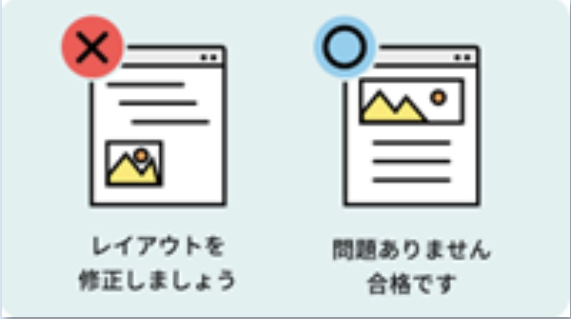 レイアウトを
修正しましょう
問題ありません
合格です